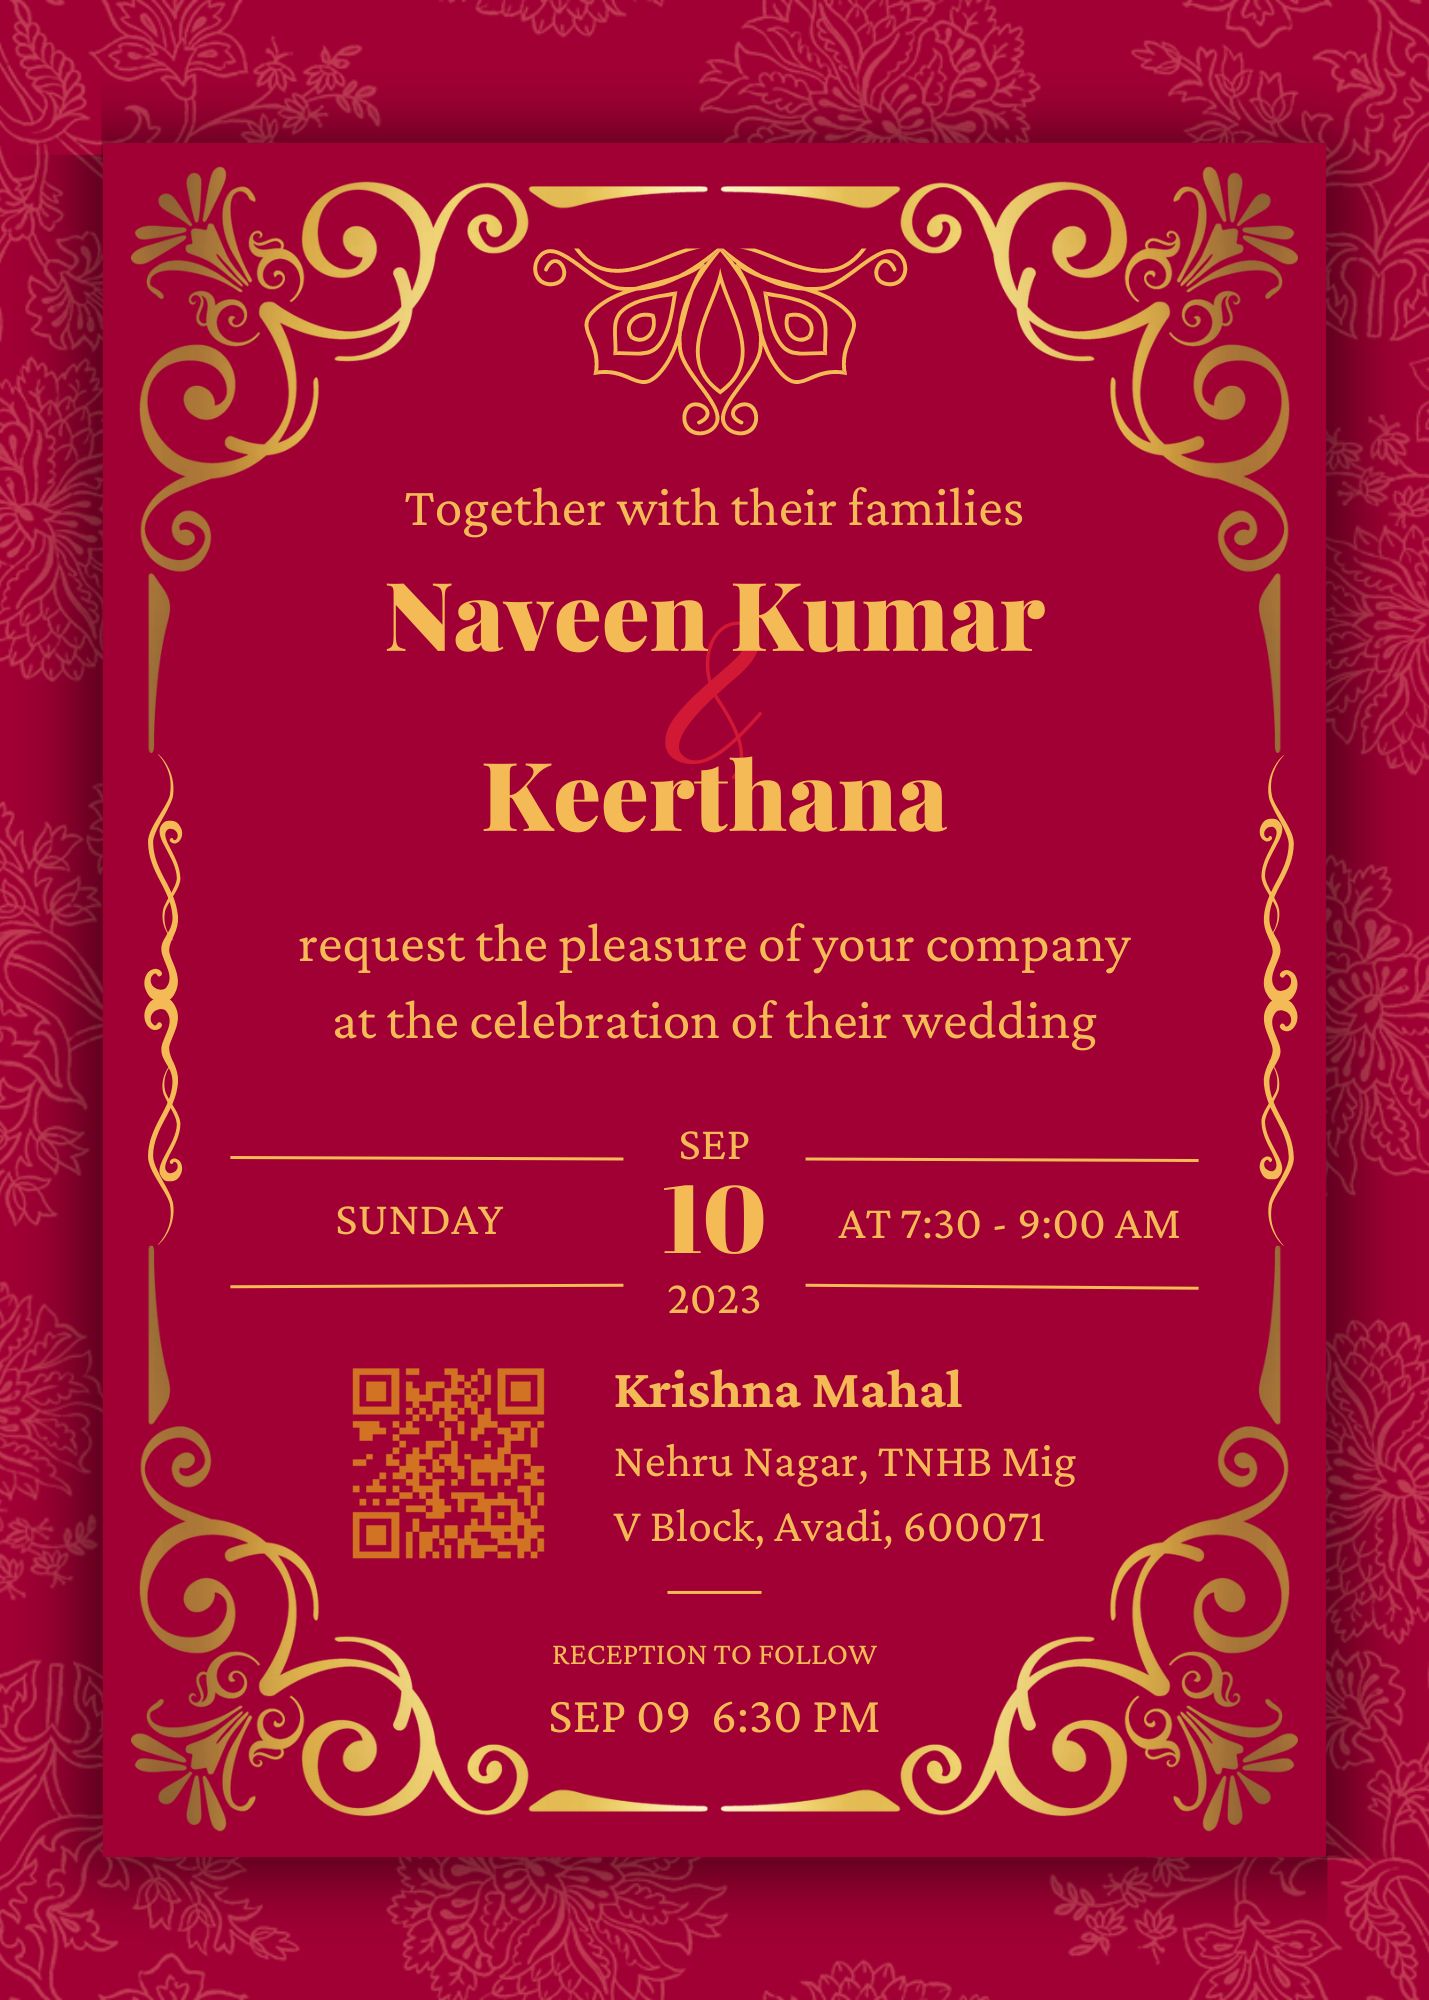 Together with their families
Naveen Kumar
&
Keerthana
request the pleasure of your company
at the celebration of their wedding
SEP
SUNDAY 10 AT 7:30 - 9:00 AM
2023
Krishna Mahal
Nehru Nagar, TNHB Mig
V Block, Avadi, 600071
RECEPTION TO FOLLOW
SEP 09 6:30 PM